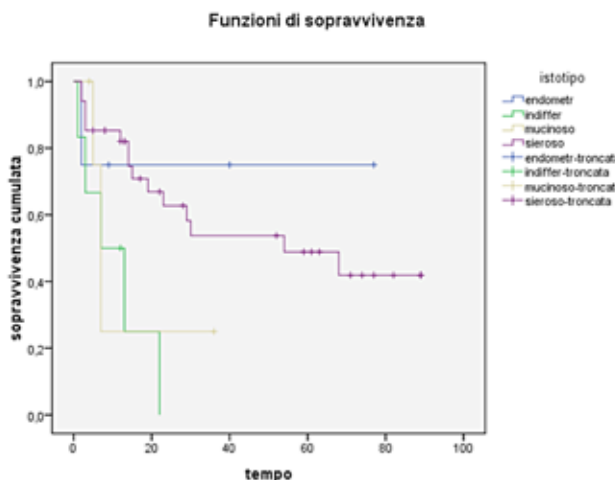 Funzioni di sopravvivenza
istotipo
endometr
indiffer
mucinoso
sieroso
endometr-troncata
indiffer-troncata
mucinoso-troncata
sieroso-troncata
sopravvivenza cumulata
1,0
0,8
0,6
0,4
0,2
0,0
0
20
40
60
80
100
tempo